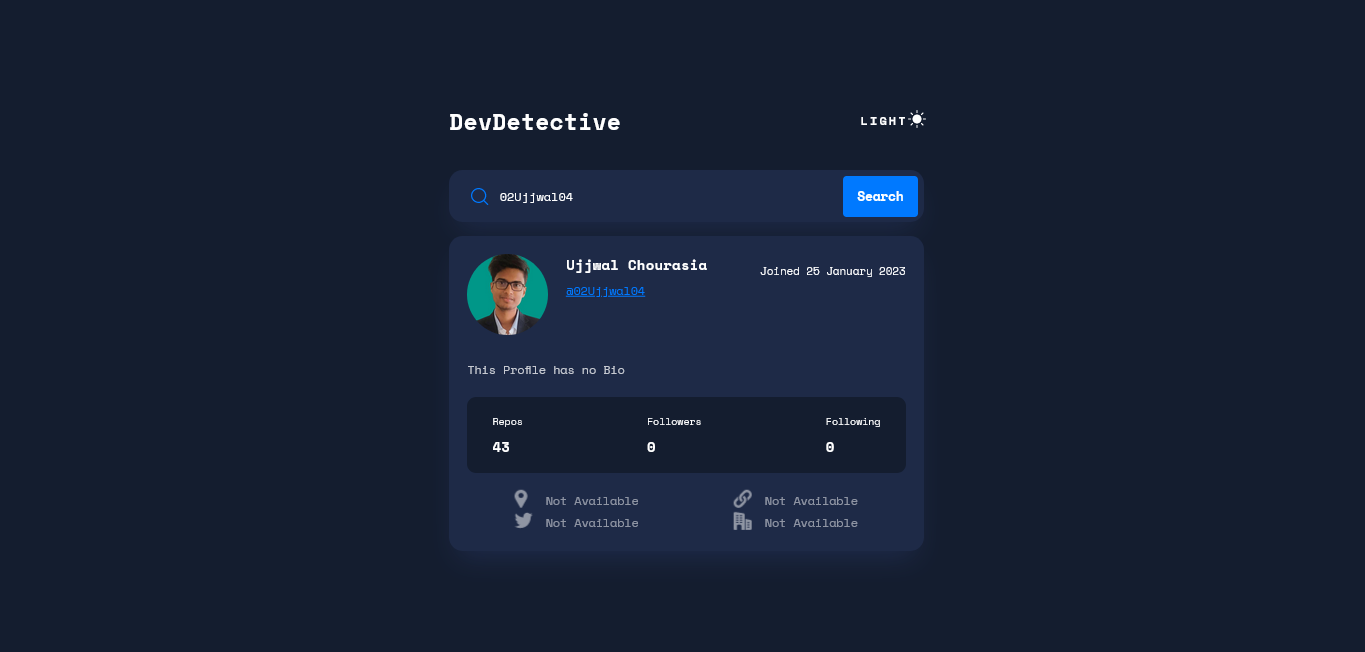 DevDetective
LIGHT
02Ujjwal04
Search
Ujjwal Chourasia
Joined 25 January 2023
@02Ujjwal04
This Profile has no Bio
Repos Followers Following
43 0 0
Not Available Not Available
Not Available Not Available